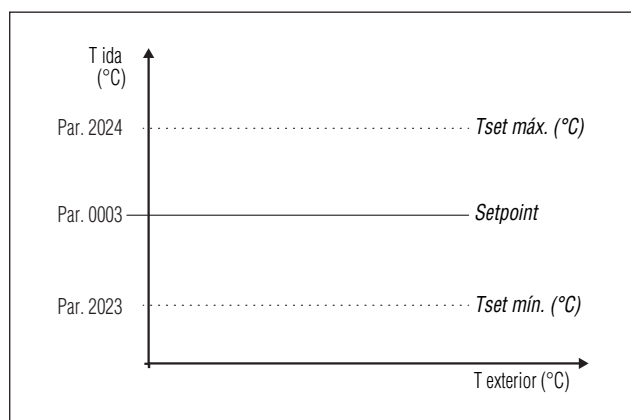 T ida
(°C)
Par. 2024
Tset máx. (°C)
Par. 0003
Setpoint
Par. 2023
Tset mín. (°C)
T exterior (°C)